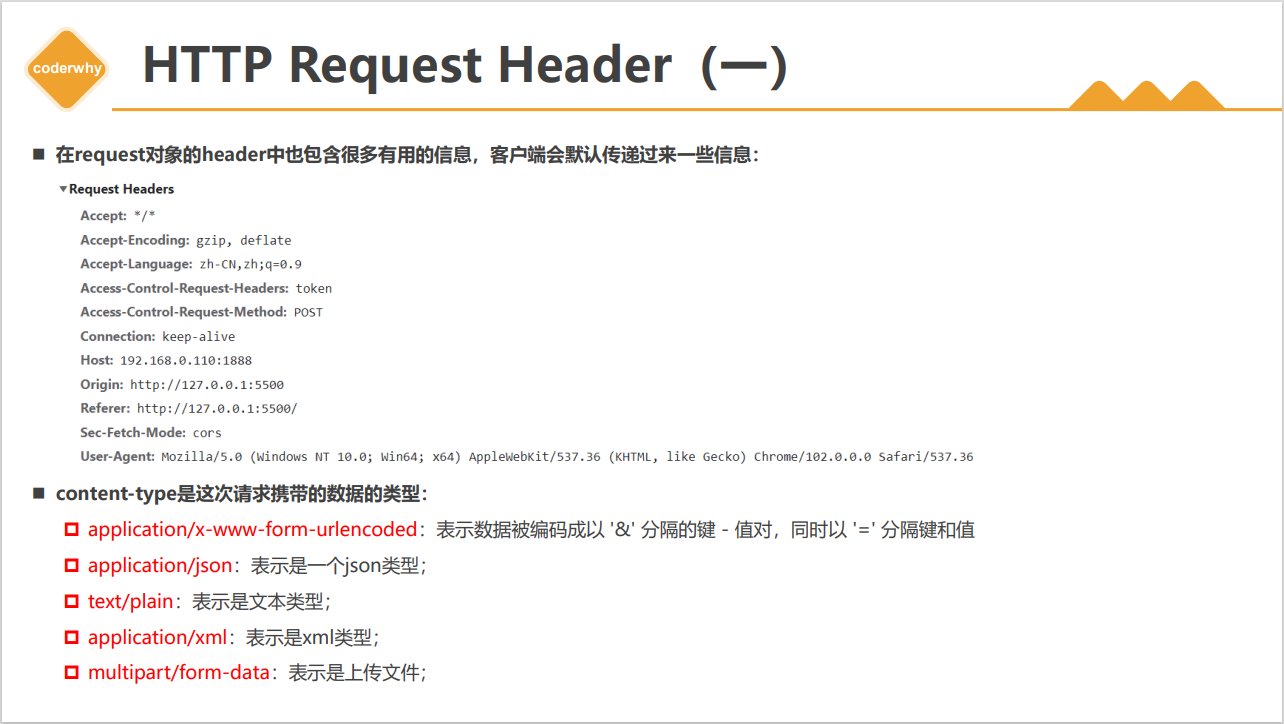 coderwhy
HTTP Request Header（一）
在request对象的header中也包含很多有用的信息，客户端会默认传递过来一些信息：
Request Headers
Accept: */*
Accept-Encoding: gzip, deflate
Accept-Language: zh-CN,zh;q=0.9
Access-Control-Request-Headers: token
Access-Control-Request-Method: POST
Connection: keep-alive
Host: 192.168.0.110:1888
Origin: http://127.0.0.1:5500
Referer: http://127.0.0.1:5500/
Sec-Fetch-Mode: cors
User-Agent: Mozilla/5.0 (Windows NT 10.0; Win64; x64) AppleWebKit/537.36 (KHTML, like Gecko) Chrome/102.0.0.0 Safari/537.36
content-type是这次请求携带的数据的类型：
application/x-www-form-urlencoded：表示数据被编码成以 '&' 分隔的键 - 值对，同时以 '=' 分隔键和值
application/json：表示是一个json类型；
text/plain：表示是文本类型；
application/xml：表示是xml类型；
multipart/form-data：表示是上传文件；